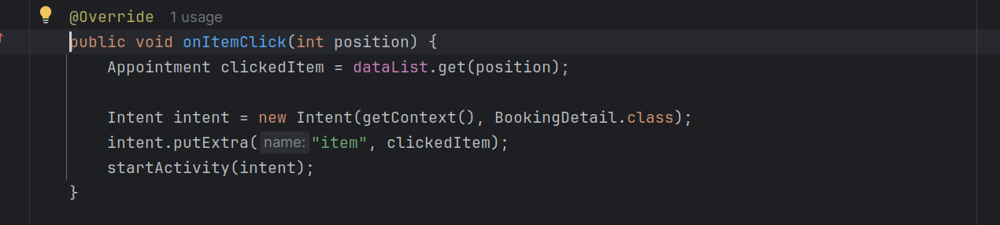 @Override 1 usage
public void onItemClick(int position) {
Appointment clickedItem = dataList.get(position);
Intent intent = new Intent(getContext(), BookingDetail.class);
intent.putExtra( name: "item", clickedItem);
startActivity(intent);
}